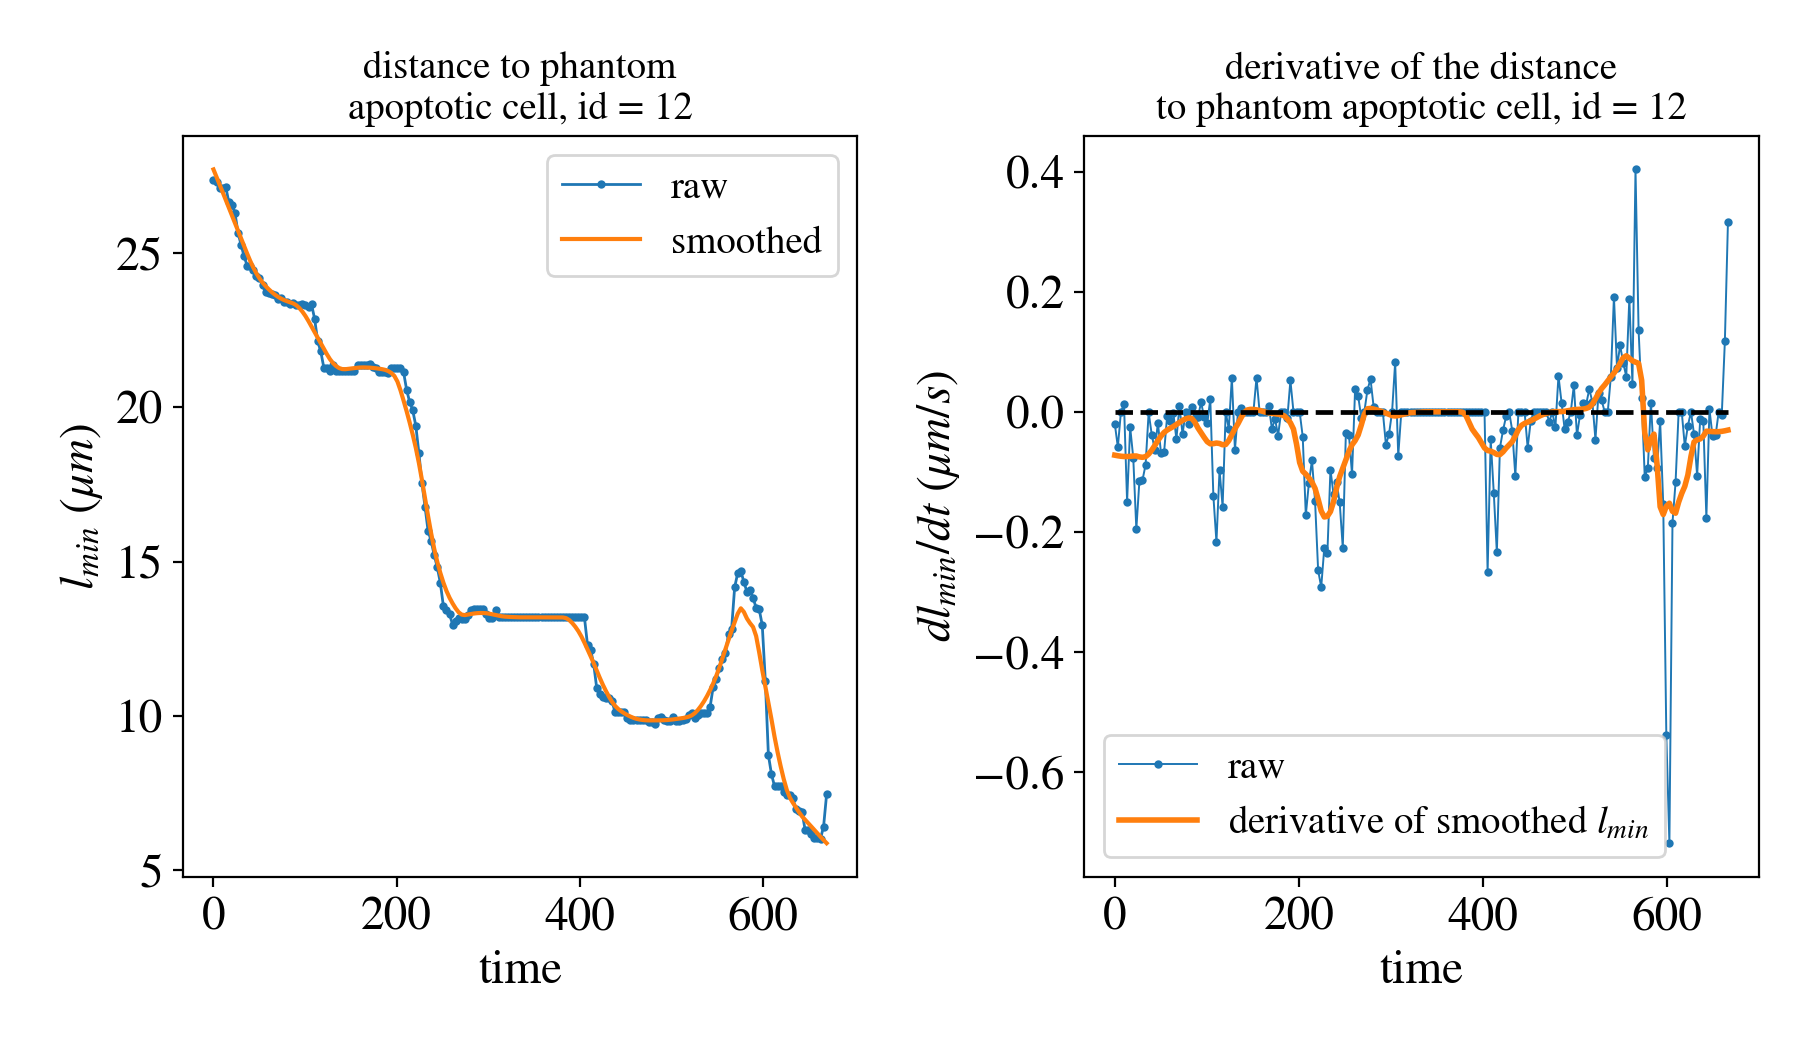 distance to phantom
apoptotic cell, id = 12
raw
smoothed
25
20
15
10
5
l_min (μm)
0 200 400 600
time
derivative of the distance
to phantom apoptotic cell, id = 12
0.4
0.2
0.0
−0.2
−0.4
−0.6
dl_min/dt (μm/s)
raw
derivative of smoothed l_min
0 200 400 600
time